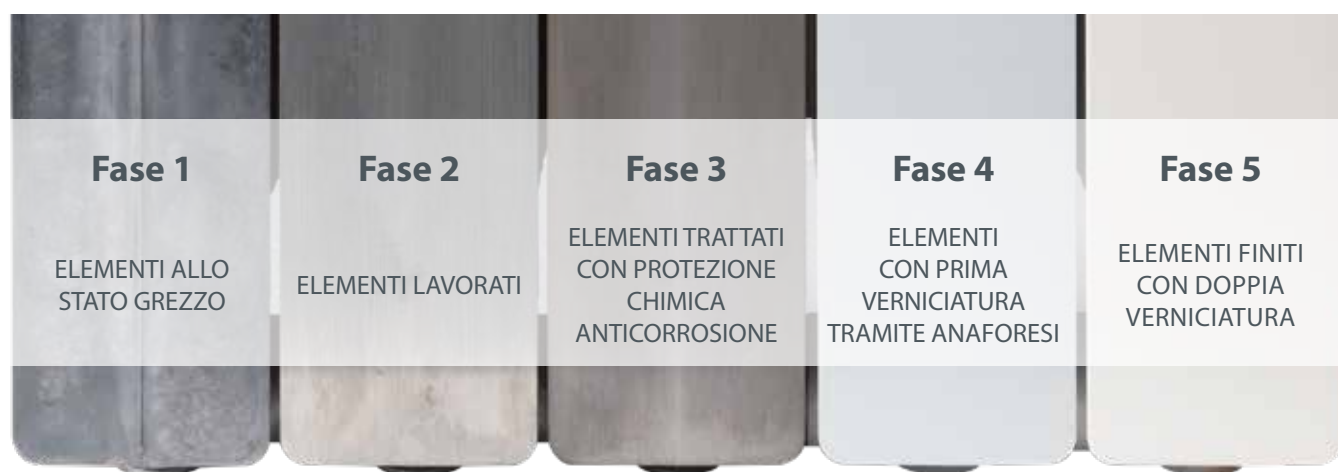 Fase 1
ELEMENTI ALLO
STATO GREZZO
Fase 2
ELEMENTI LAVORATI
Fase 3
ELEMENTI TRATTATI
CON PROTEZIONE
CHIMICA
ANTICORROSIONE
Fase 4
ELEMENTI
CON PRIMA
VERNICIATURA
TRAMITE ANAFORESI
Fase 5
ELEMENTI FINITI
CON DOPPIA
VERNICIATURA